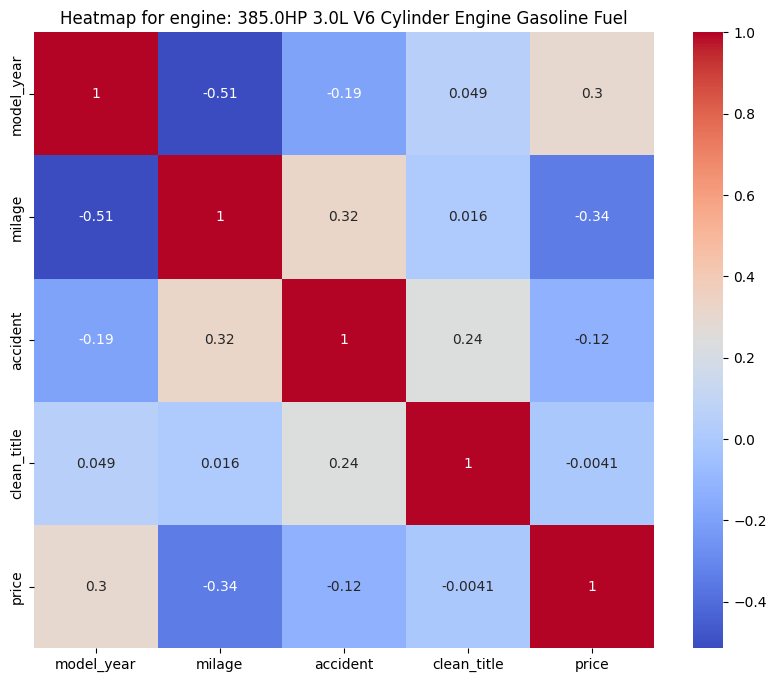 Heatmap for engine: 385.0HP 3.0L V6 Cylinder Engine Gasoline Fuel
model_year 1 -0.51 -0.19 0.049 0.3
milage -0.51 1 0.32 0.016 -0.34
accident -0.19 0.32 1 0.24 -0.12
clean_title 0.049 0.016 0.24 1 -0.0041
price 0.3 -0.34 -0.12 -0.0041 1
model_year milage accident clean_title price
1.0
0.8
0.6
0.4
0.2
0.0
−0.2
−0.4